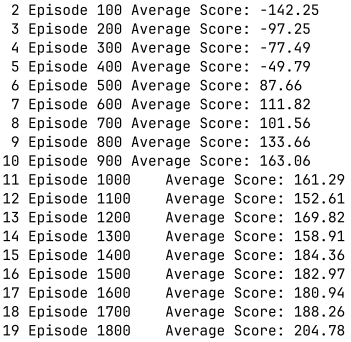 2 Episode 100 Average Score: -142.25
3 Episode 200 Average Score: -97.25
4 Episode 300 Average Score: -77.49
5 Episode 400 Average Score: -49.79
6 Episode 500 Average Score: 87.66
7 Episode 600 Average Score: 111.82
8 Episode 700 Average Score: 101.56
9 Episode 800 Average Score: 133.66
10 Episode 900 Average Score: 163.06
11 Episode 1000    Average Score: 161.29
12 Episode 1100    Average Score: 152.61
13 Episode 1200    Average Score: 169.82
14 Episode 1300    Average Score: 158.91
15 Episode 1400    Average Score: 184.36
16 Episode 1500    Average Score: 182.97
17 Episode 1600    Average Score: 180.94
18 Episode 1700    Average Score: 188.26
19 Episode 1800    Average Score: 204.78